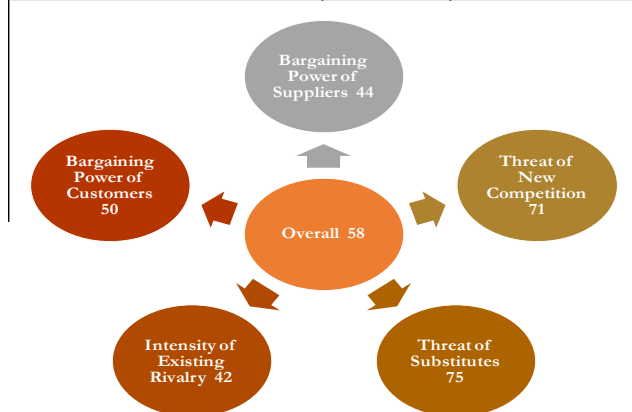 Bargaining
Power of
Suppliers 44
Bargaining
Power of
Customers
50
Threat of
New
Competition
71
Overall 58
Intensity of
Existing
Rivalry 42
Threat of
Substitutes
75